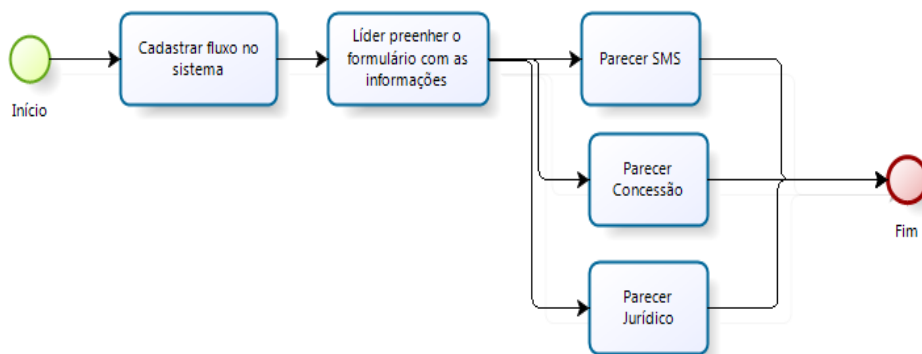 Início
Cadastrar fluxo no
sistema
Líder preenher o
formulário com as
informações
Parecer SMS
Parecer
Concessão
Parecer
Jurídico
Fim